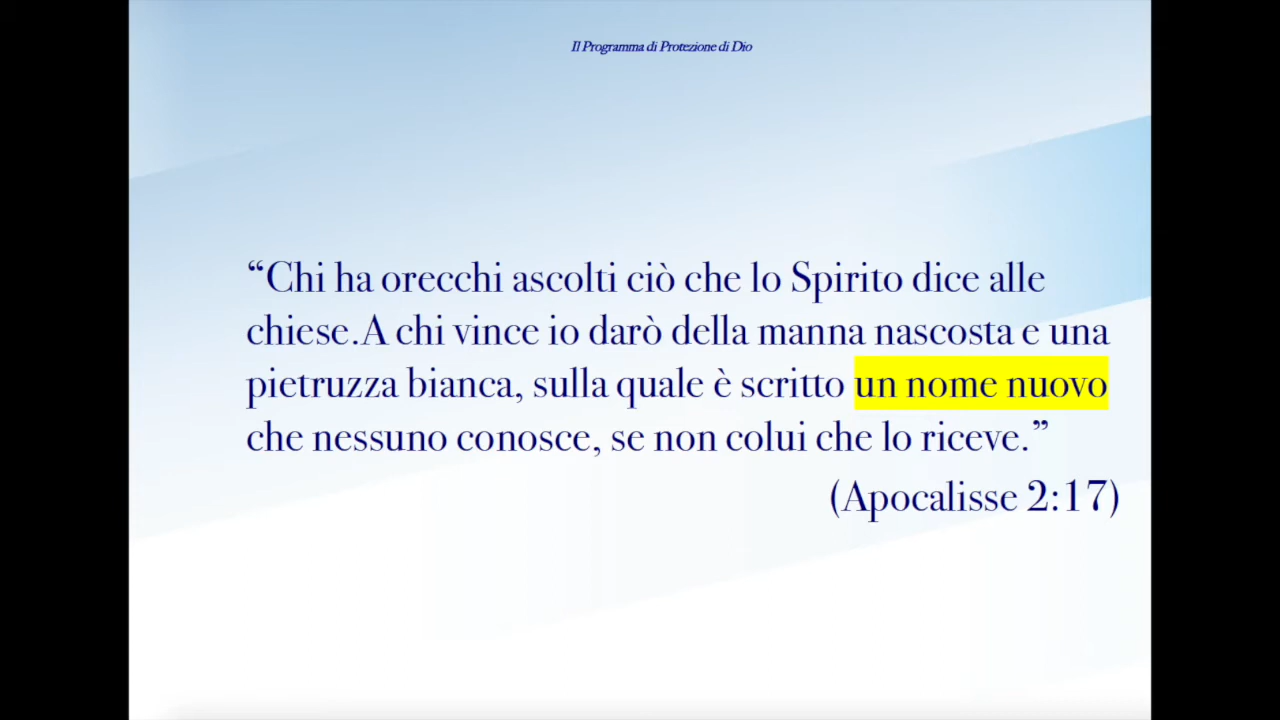 Il Programma di Protezione di Dio
“Chi ha orecchi ascolti ciò che lo Spirito dice alle
chiese.A chi vince io darò della manna nascosta e una
pietruzza bianca, sulla quale è scritto un nome nuovo
che nessuno conosce, se non colui che lo riceve.”
(Apocalisse 2:17)